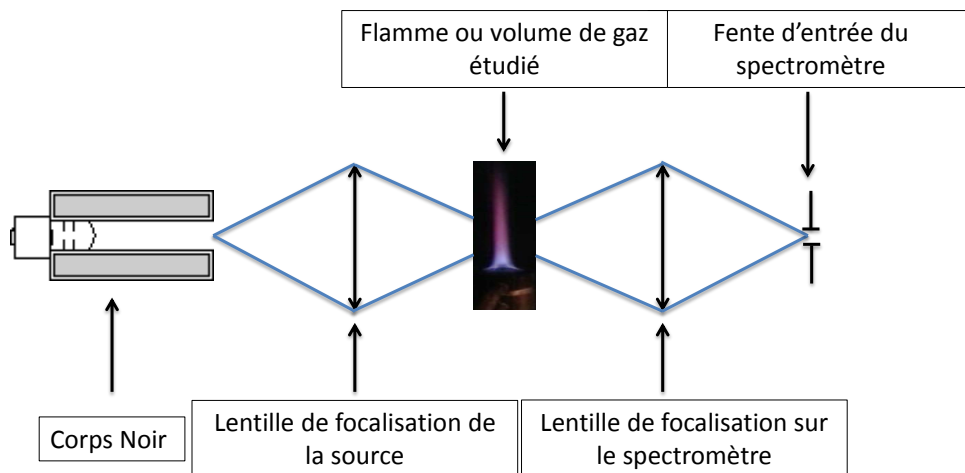 Flamme ou volume de gaz
étudié
Fente d’entrée du
spectromètre
Corps Noir
Lentille de focalisation de
la source
Lentille de focalisation sur
le spectromètre